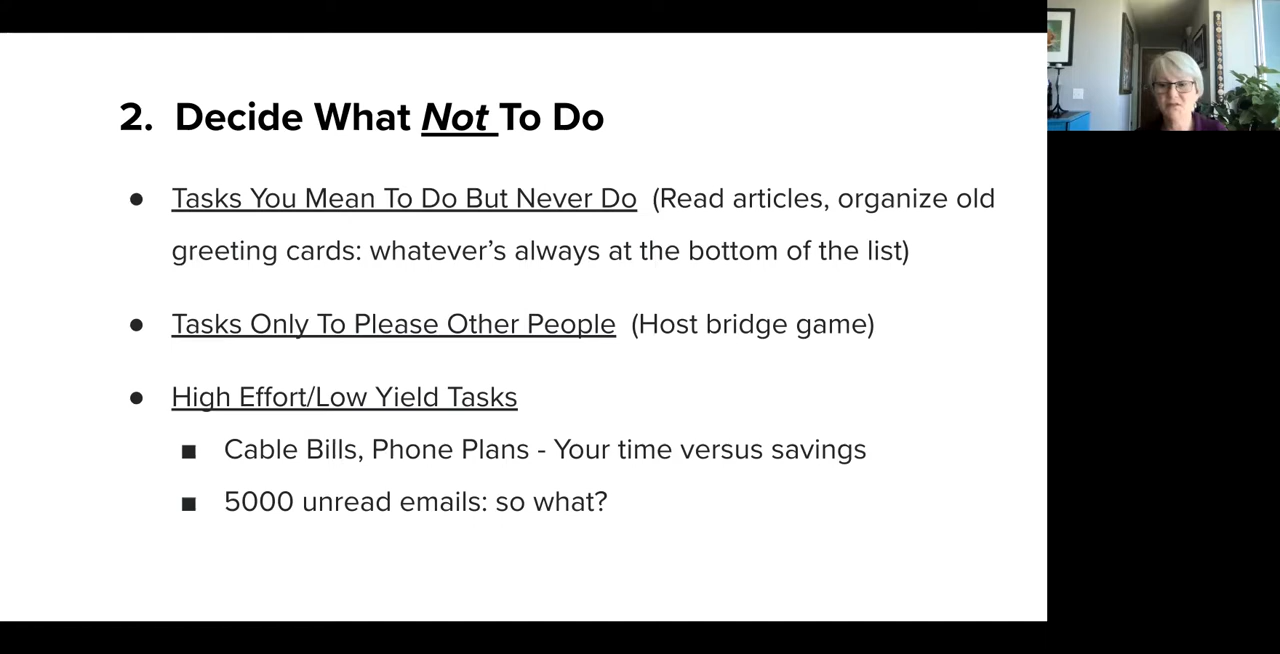 2. Decide What Not To Do
● Tasks You Mean To Do But Never Do (Read articles, organize old
greeting cards: whatever’s always at the bottom of the list)
● Tasks Only To Please Other People (Host bridge game)
● High Effort/Low Yield Tasks
■ Cable Bills, Phone Plans - Your time versus savings
■ 5000 unread emails: so what?